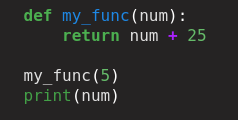 def my_func(num):
    return num + 25

my_func(5)
print(num)